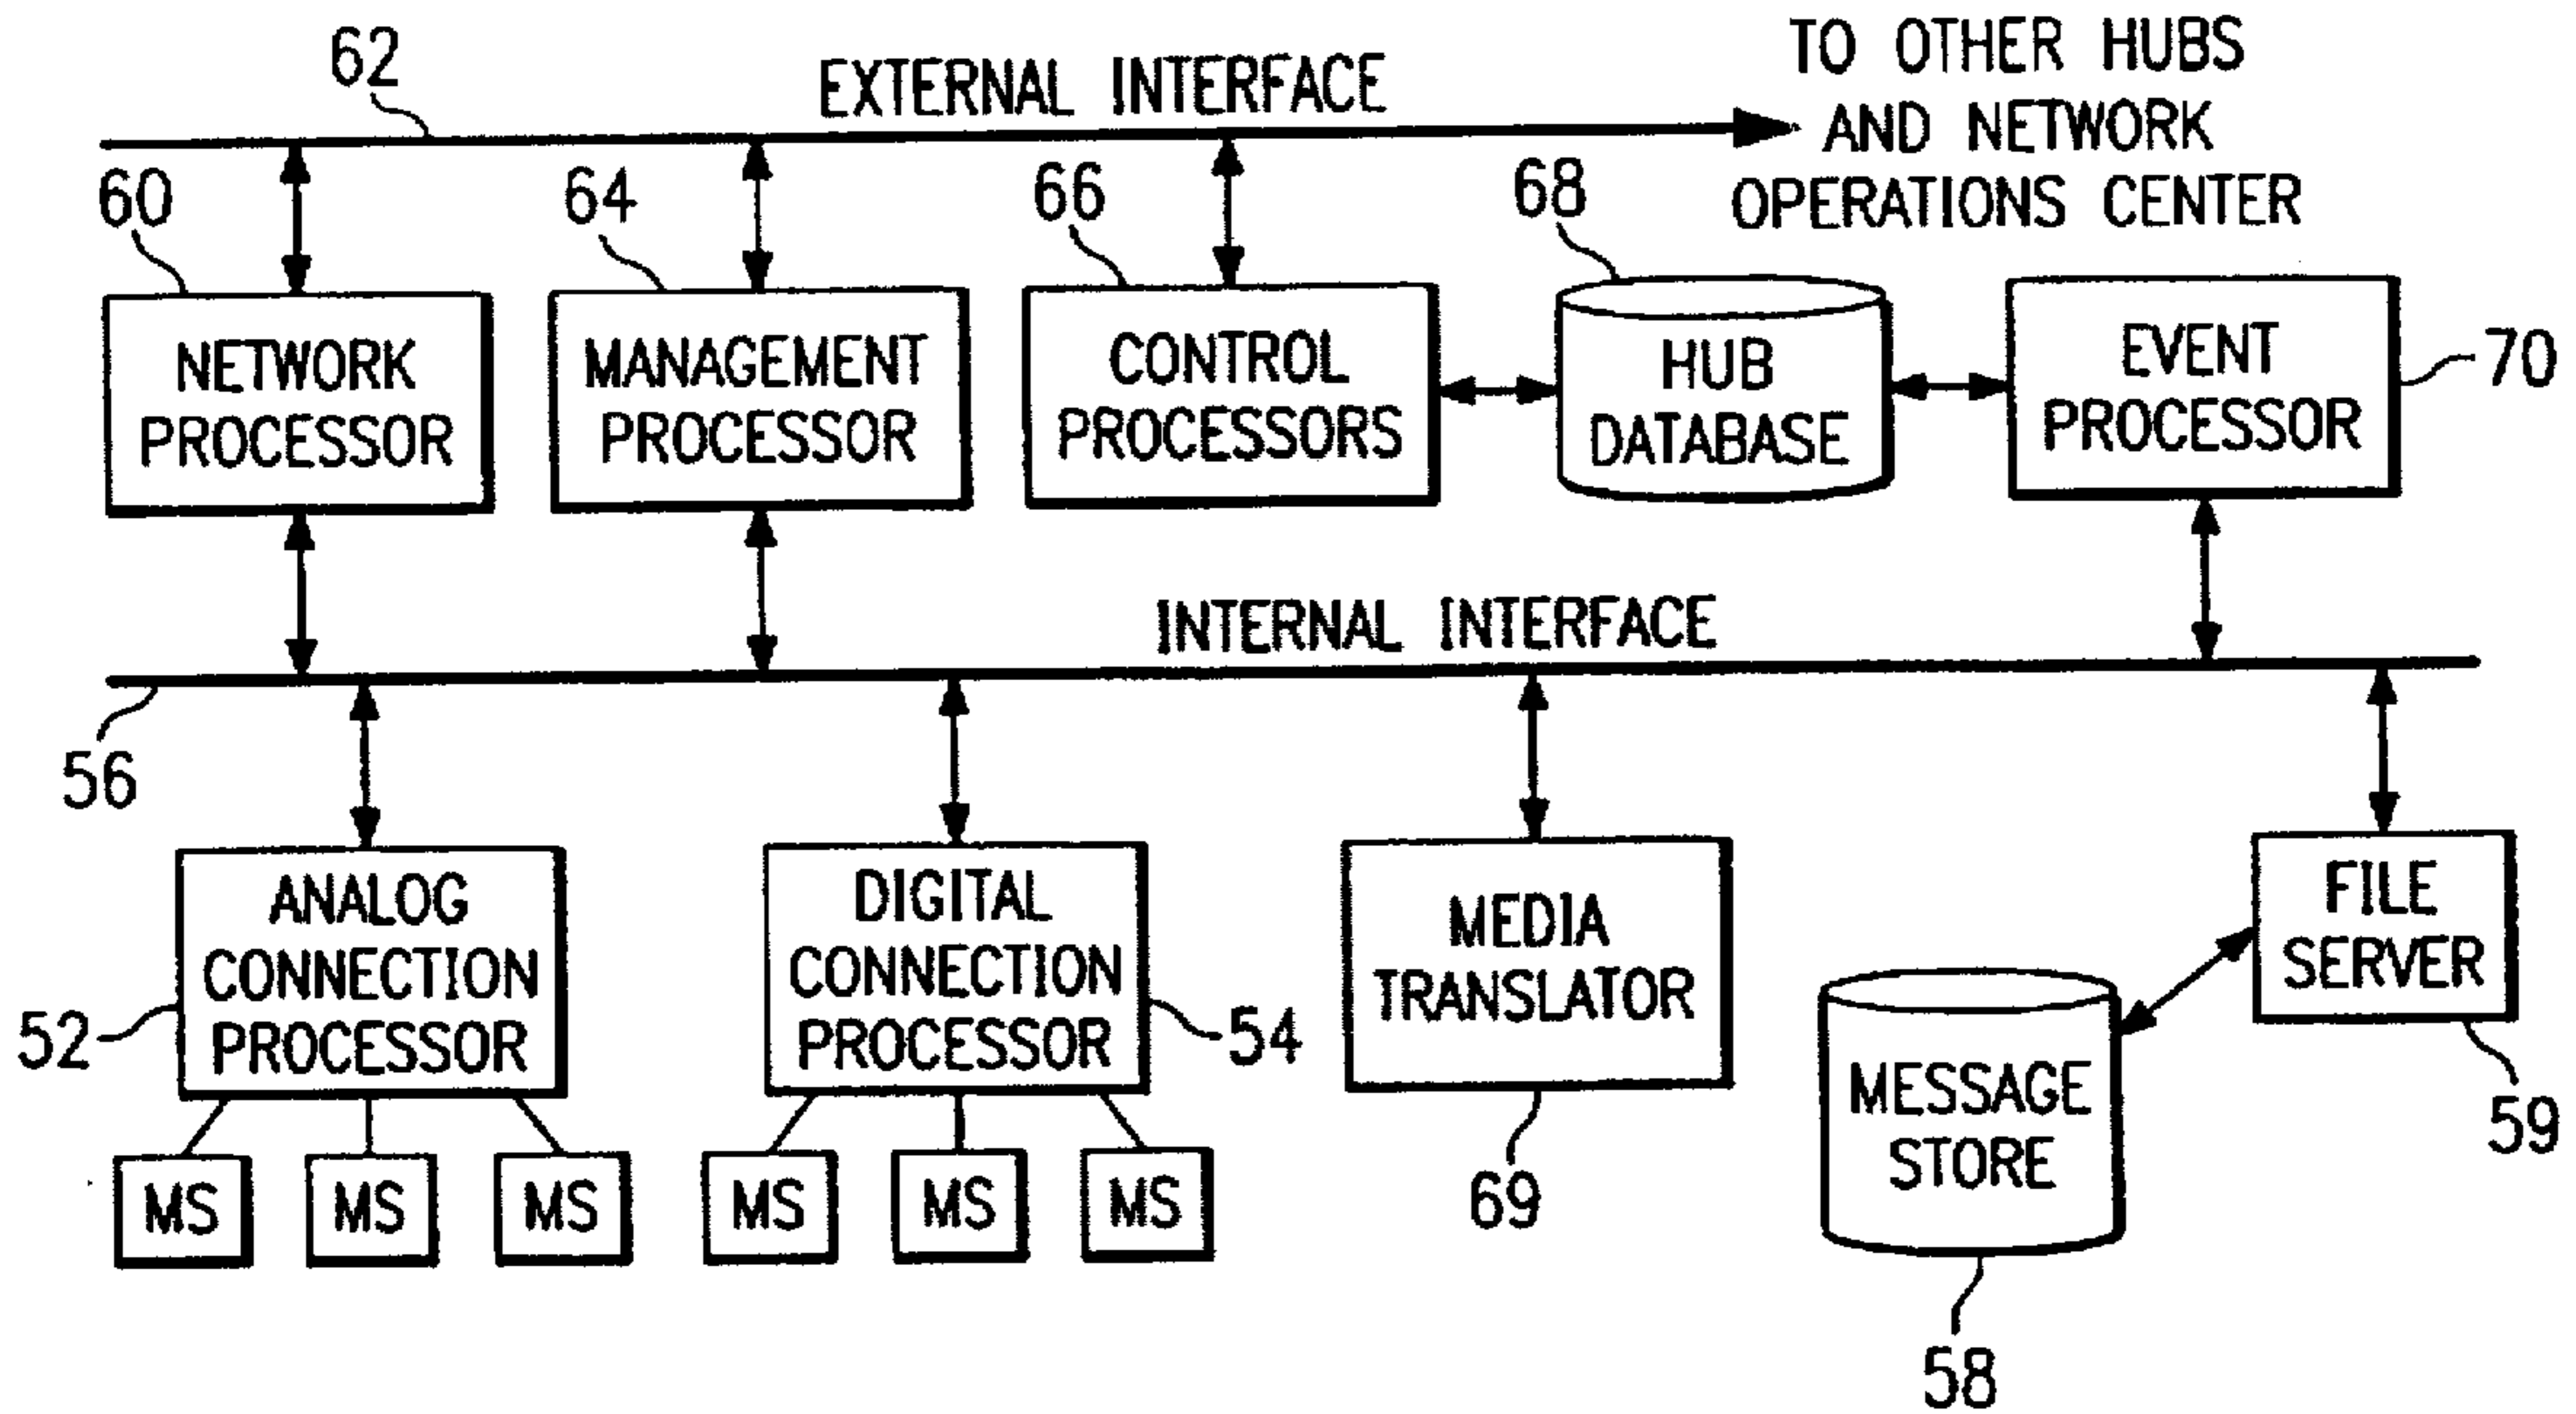 62
EXTERNAL INTERFACE
TO OTHER HUBS
AND NETWORK
OPERATIONS CENTER
60
64
66
68
NETWORK
PROCESSOR
MANAGEMENT
PROCESSOR
CONTROL
PROCESSORS
HUB
DATABASE
EVENT
PROCESSOR
70
INTERNAL INTERFACE
56
ANALOG
CONNECTION
PROCESSOR
52
DIGITAL
CONNECTION
PROCESSOR
54
MEDIA
TRANSLATOR
69
FILE
SERVER
59
MESSAGE
STORE
58
MS
MS
MS
MS
MS
MS